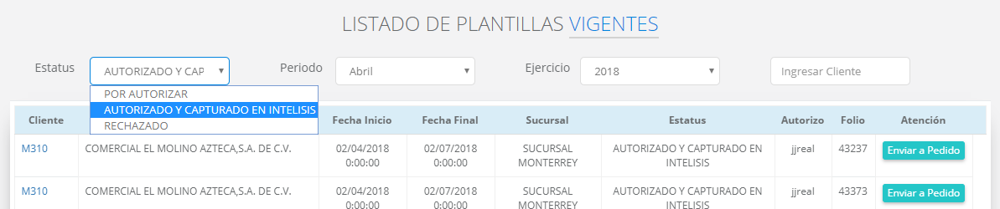 LISTADO DE PLANTILLAS VIGENTES
Estatus AUTORIZADO Y CAP Periodo Abril Ejercicio 2018 Ingresar Cliente
POR AUTORIZAR
AUTORIZADO Y CAPTURADO EN INTELISIS
RECHAZADO
Cliente Fecha Inicio Fecha Final Sucursal Estatus Autorizo Folio Atención
M310 COMERCIAL EL MOLINO AZTECA,S.A. DE C.V. 02/04/2018 02/07/2018 SUCURSAL AUTORIZADO Y CAPTURADO EN jjreal 43237 Enviar a Pedido
0:00:00 0:00:00 MONTERREY INTELISIS
M310 COMERCIAL EL MOLINO AZTECA,S.A. DE C.V. 02/04/2018 02/07/2018 SUCURSAL AUTORIZADO Y CAPTURADO EN jjreal 43373 Enviar a Pedido
0:00:00 0:00:00 MONTERREY INTELISIS